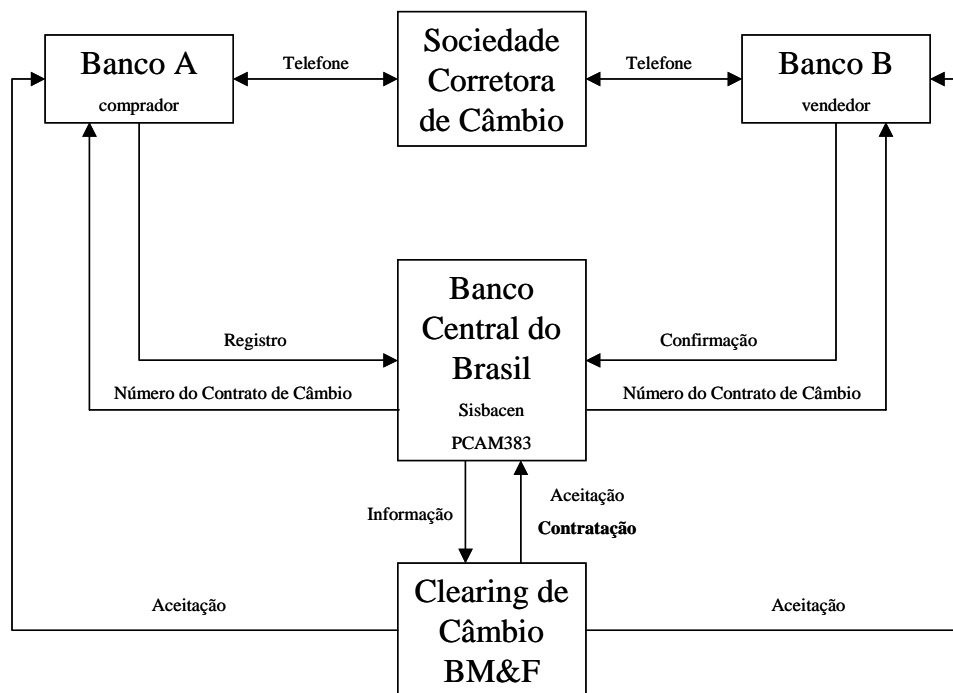 Banco A
comprador
Telefone
Sociedade
Corretora
de Câmbio
Telefone
Banco B
vendedor
Registro
Número do Contrato de Câmbio
Banco
Central do
Brasil
Sisbacen
PCAM383
Confirmação
Número do Contrato de Câmbio
Informação
Aceitação
Contratação
Aceitação
Clearing de
Câmbio
BM&F
Aceitação